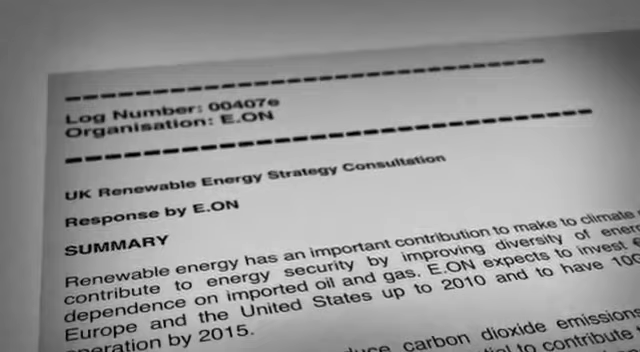 Log Number: 00407e
Organisation: E.ON
UK Renewable Energy Strategy Consultation
Response by E.ON
SUMMARY
Renewable energy has an important contribution to make to climate
contribute to energy security by improving diversity of
dependence on imported oil and gas. E.ON expects to invest
Europe and the United States up to 2010 and to have
operation by 2015.
carbon dioxide emissions
to contribute